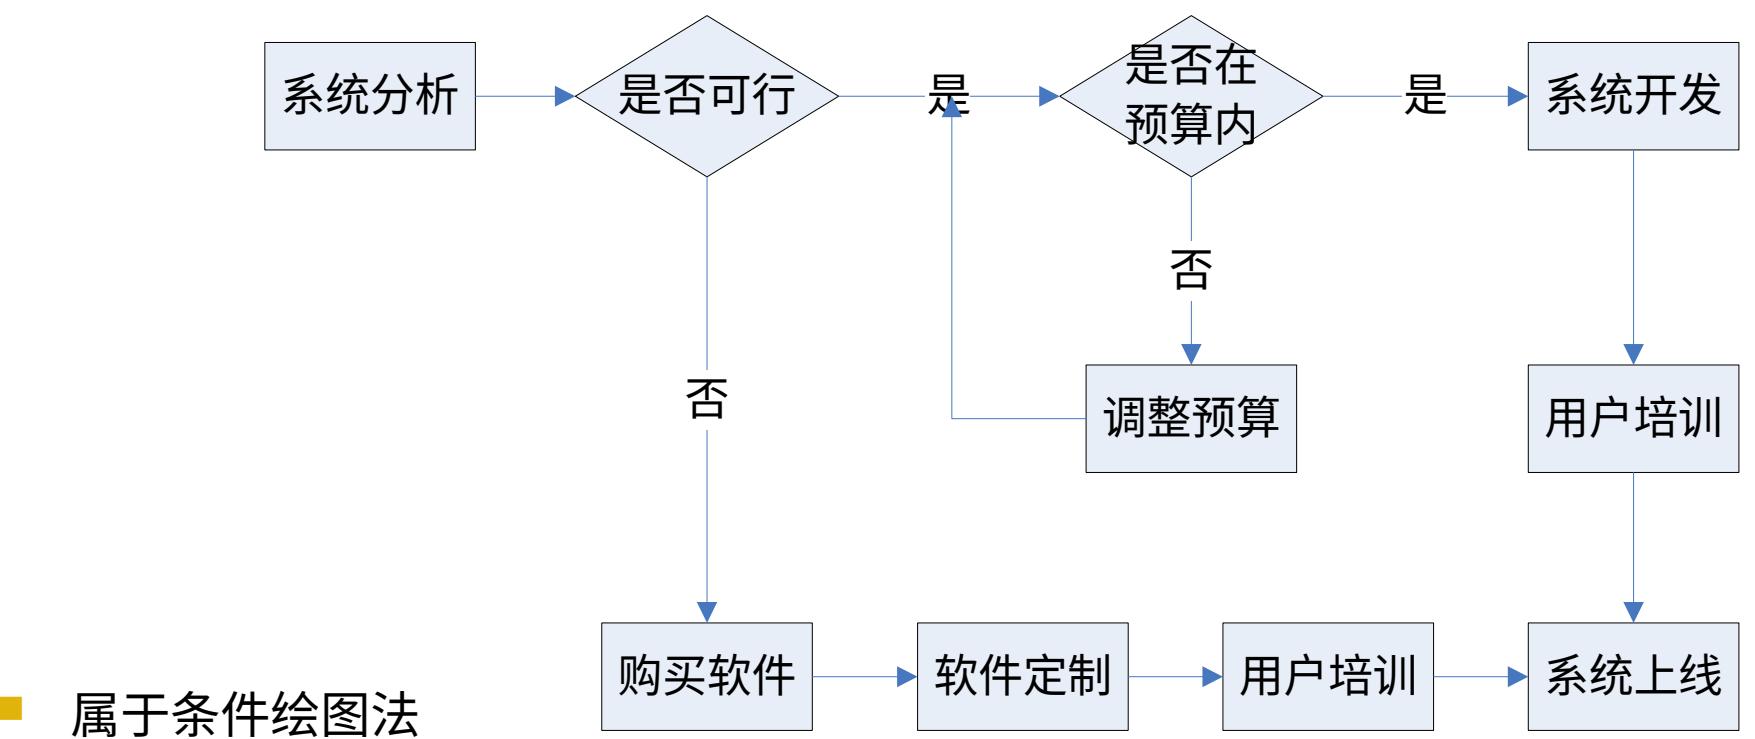 系统分析
是否可行
是
是否在
预算内
是
系统开发
否
否
调整预算
用户培训
购买软件
软件定制
用户培训
系统上线
属于条件绘图法